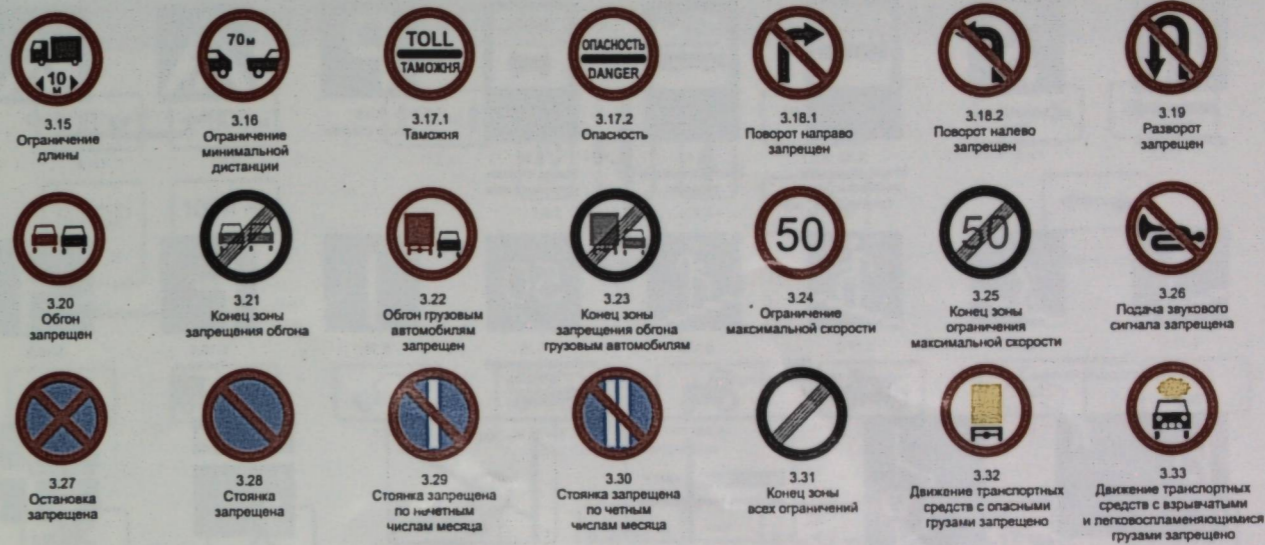 10
м
3.15
Ограничение
длины
70м
3.16
Ограничение
минимальной
дистанции
TOLL
ТАМОЖНЯ
3.17.1
Таможня
ОПАСНОСТЬ
DANGER
3.17.2
Опасность
3.18.1
Поворот направо
запрещен
3.18.2
Поворот налево
запрещен
3.19
Разворот
запрещен
3.20
Обгон
запрещен
3.21
Конец зоны
запрещения обгона
3.22
Обгон грузовым
автомобилям
запрещен
3.23
Конец зоны
запрещения обгона
грузовым автомобилям
50
3.24
Ограничение
максимальной скорости
50
3.25
Конец зоны
ограничения
максимальной скорости
3.26
Подача звукового
сигнала запрещена
3.27
Остановка
запрещена
3.28
Стоянка
запрещена
3.29
Стоянка запрещена
по нечетным
числам месяца
3.30
Стоянка запрещена
по четным
числам месяца
3.31
Конец зоны
всех ограничений
3.32
Движение транспортных
средств с опасными
грузами запрещено
3.33
Движение транспортных
средств с взрывчатыми
и легковоспламеняющимися
грузами запрещено